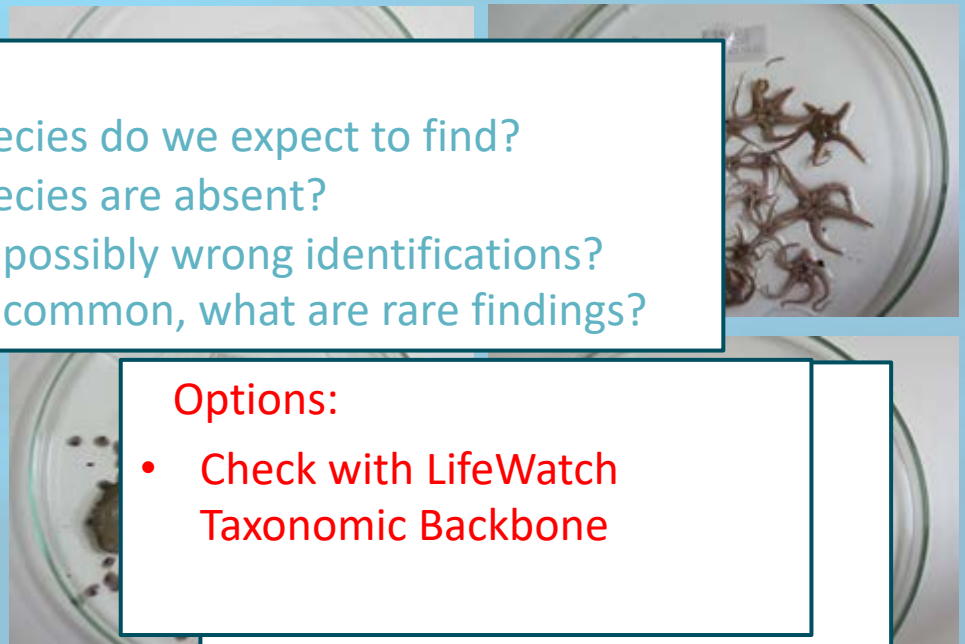 ecies do we expect to find?
ecies are absent?
possibly wrong identifications?
common, what are rare findings?
Options:
• Check with LifeWatch
Taxonomic Backbone